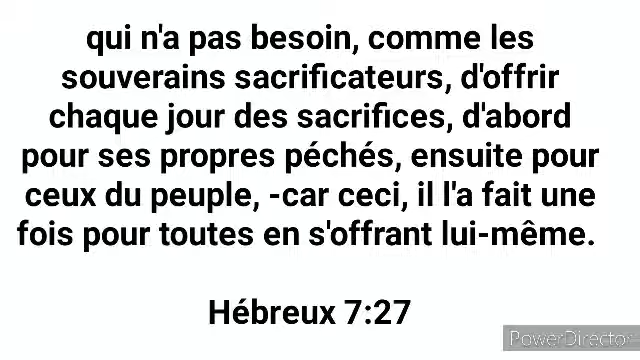 qui n'a pas besoin, comme les
souverains sacrificateurs, d'offrir
chaque jour des sacrifices, d'abord
pour ses propres péchés, ensuite pour
ceux du peuple, -car ceci, il l'a fait une
fois pour toutes en s'offrant lui-même.
Hébreux 7:27
PowerDirector